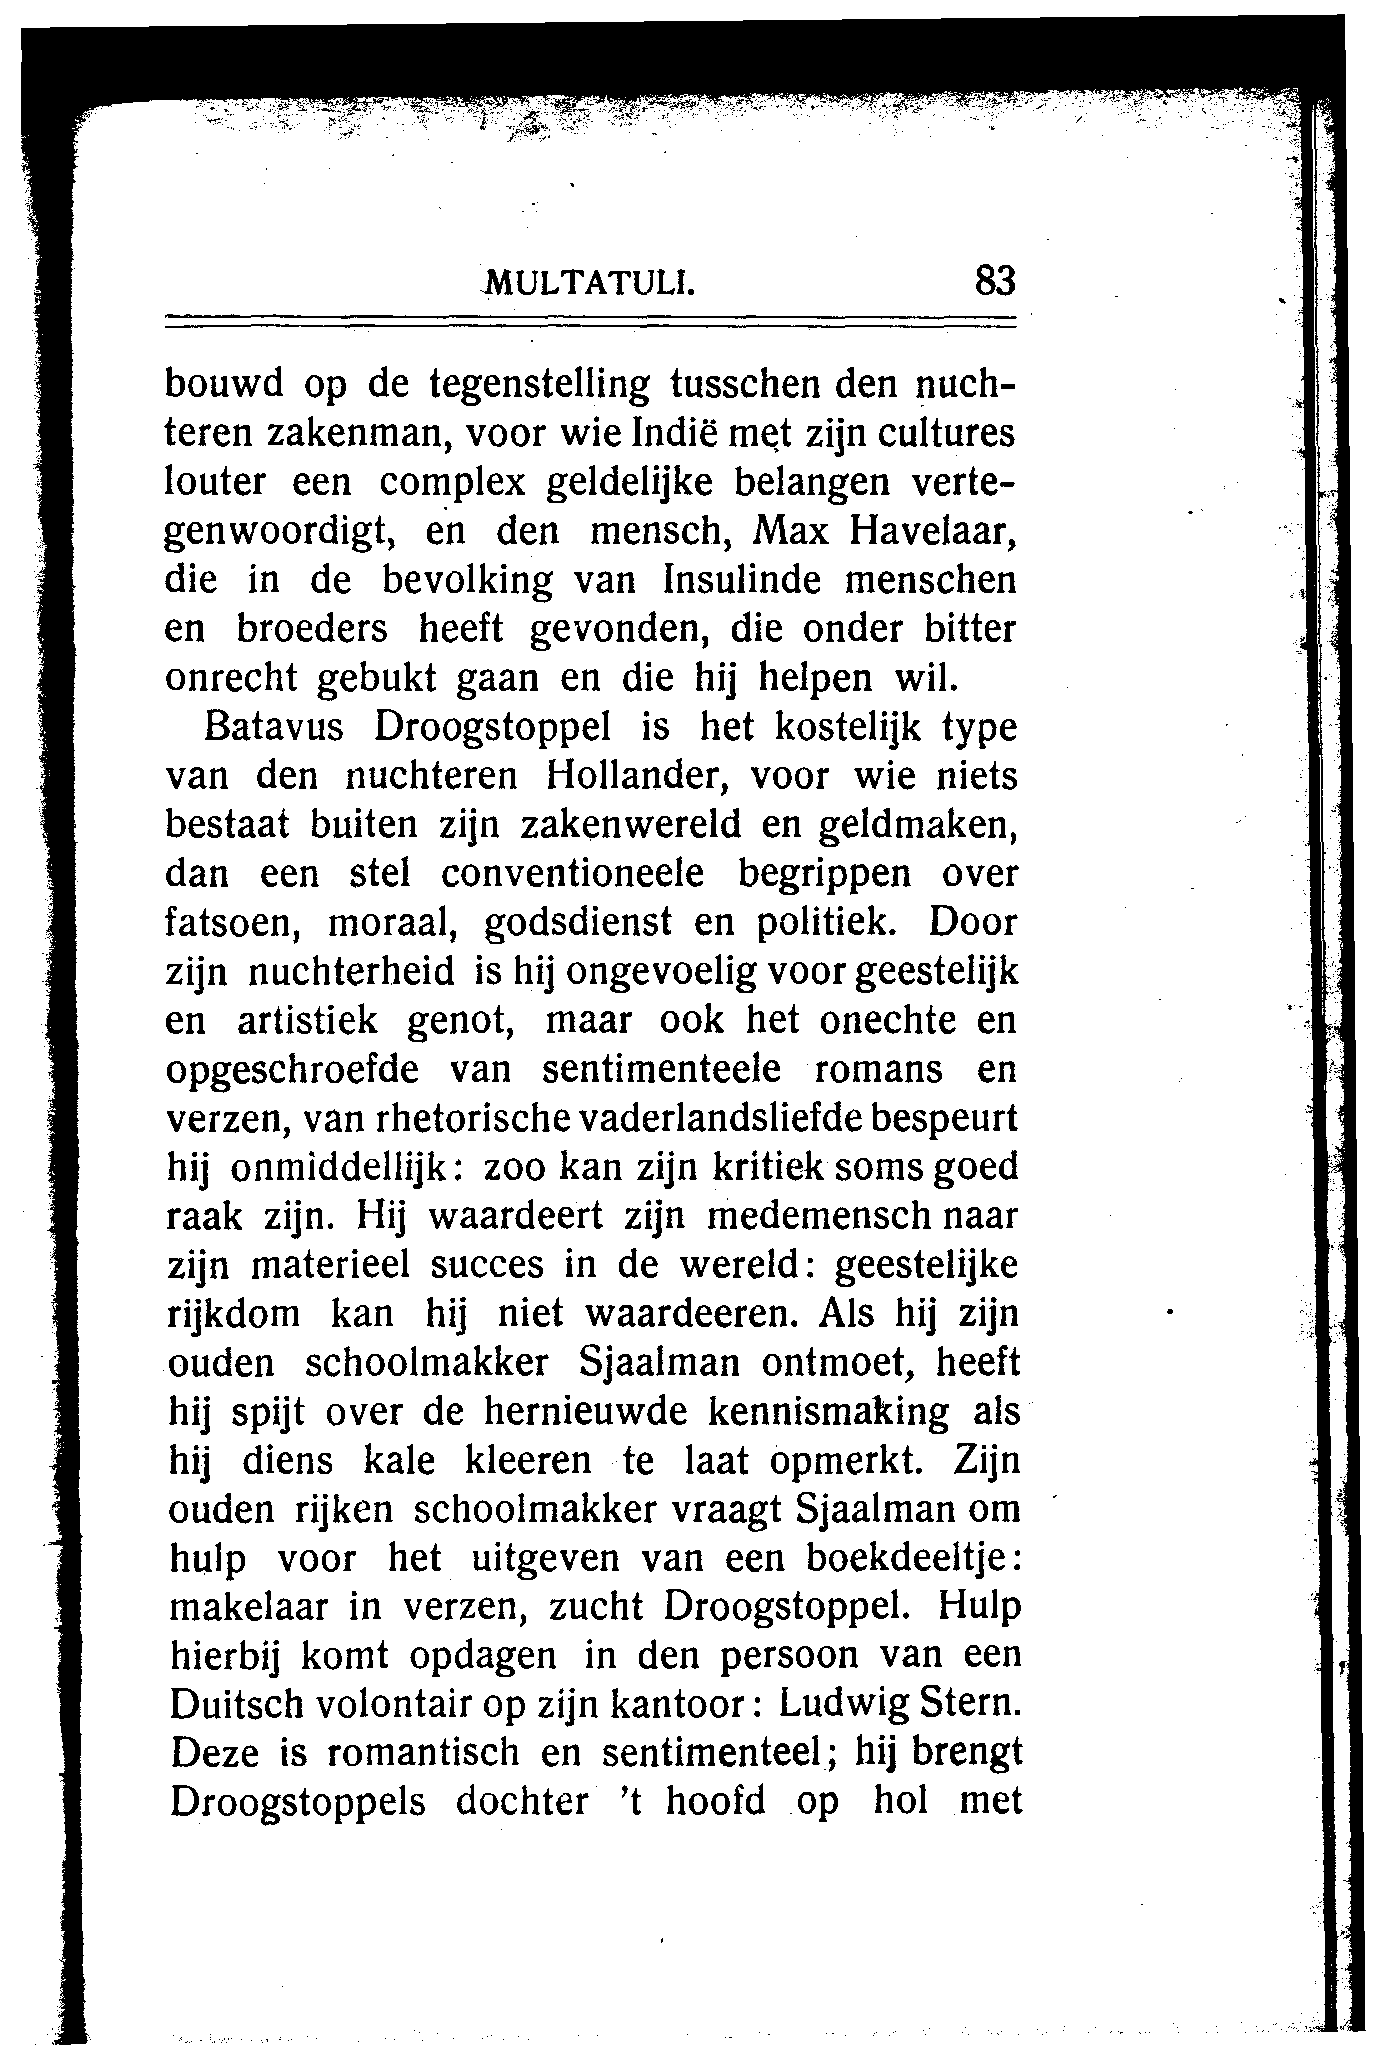 MULTATULI. 83
bouwd op de tegenstelling tusschen den nuch-
teren zakenman, voor wie Indië met zijn cultures
louter een complex geldelijke belangen verte-
genwoordigt, en den mensch, Max Havelaar,
die in de bevolking van Insulinde menschen
en broeders heeft gevonden, die onder bitter
onrecht gebukt gaan en die hij helpen wil.
Batavus Droogstoppel is het kostelijk type
van den nuchteren Hollander, voor wie niets
bestaat buiten zijn zakenwereld en geldmaken,
dan een stel conventioneele begrippen over
fatsoen, moraal, godsdienst en politiek. Door
zijn nuchterheid is hij ongevoelig voor geestelijk
en artistiek genot, maar ook het onechte en
opgeschroefde van sentimenteele romans en
verzen, van rhetorische vaderlandsliefde bespeurt
hij onmiddellijk: zoo kan zijn kritiek soms goed
raak zijn. Hij waardeert zijn medemensch naar
zijn materieel succes in de wereld: geestelijke
rijkdom kan hij niet waardeeren. Als hij zijn
ouden schoolmakker Sjaalman ontmoet, heeft
hij spijt over de hernieuwde kennismaking als
hij diens kale kleeren te laat opmerkt. Zijn
ouden rijken schoolmakker vraagt Sjaalman om
hulp voor het uitgeven van een boekdeeltje:
makelaar in verzen, zucht Droogstoppel. Hulp
hierbij komt opdagen in den persoon van een
Duitsch volontair op zijn kantoor: Ludwig Stern.
Deze is romantisch en sentimenteel; hij brengt
Droogstoppels dochter 't hoofd op hol met